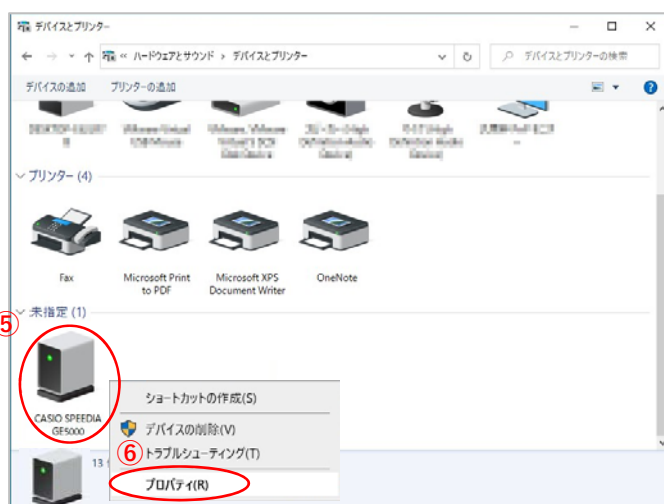 デバイスとプリンター
≪ ハードウェアとサウンド › デバイスとプリンター
デバイスとプリンターの検索
デバイスの追加 プリンターの追加
プリンター (4)
Fax
Microsoft Print
to PDF
Microsoft XPS
Document Writer
OneNote
未指定 (1)
⑤
CASIO SPEEDIA
GE5000
ショートカットの作成(S)
デバイスの削除(V)
⑥
トラブルシューティング(T)
プロパティ(R)
13